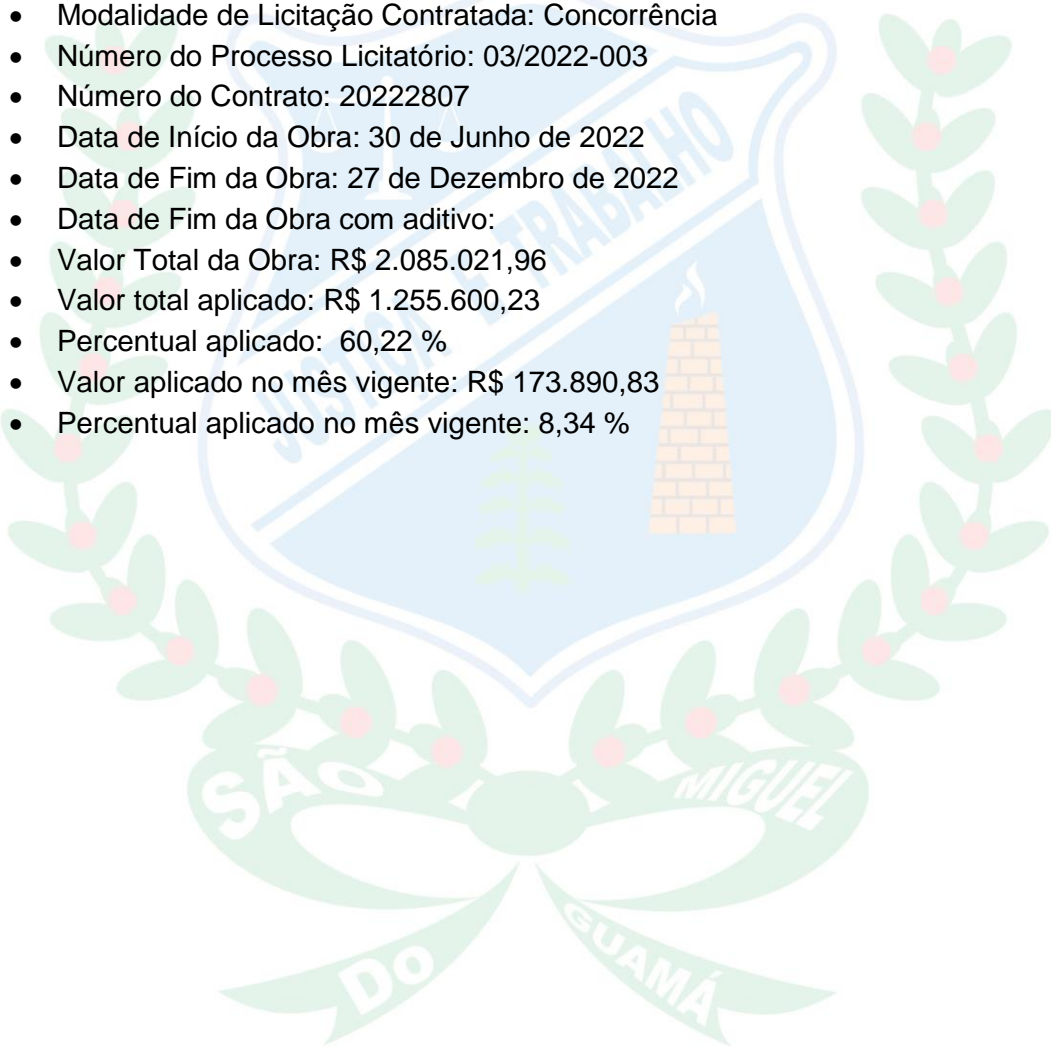 • Modalidade de Licitação Contratada: Concorrência
• Número do Processo Licitatório: 03/2022-003
• Número do Contrato: 20222807
• Data de Início da Obra: 30 de Junho de 2022
• Data de Fim da Obra: 27 de Dezembro de 2022
• Data de Fim da Obra com aditivo:
• Valor Total da Obra: R$ 2.085.021,96
• Valor total aplicado: R$ 1.255.600,23
• Percentual aplicado: 60,22 %
• Valor aplicado no mês vigente: R$ 173.890,83
• Percentual aplicado no mês vigente: 8,34 %
JUSTIÇA E TRABALHO
SÃO MIGUEL
DO GUAMÁ